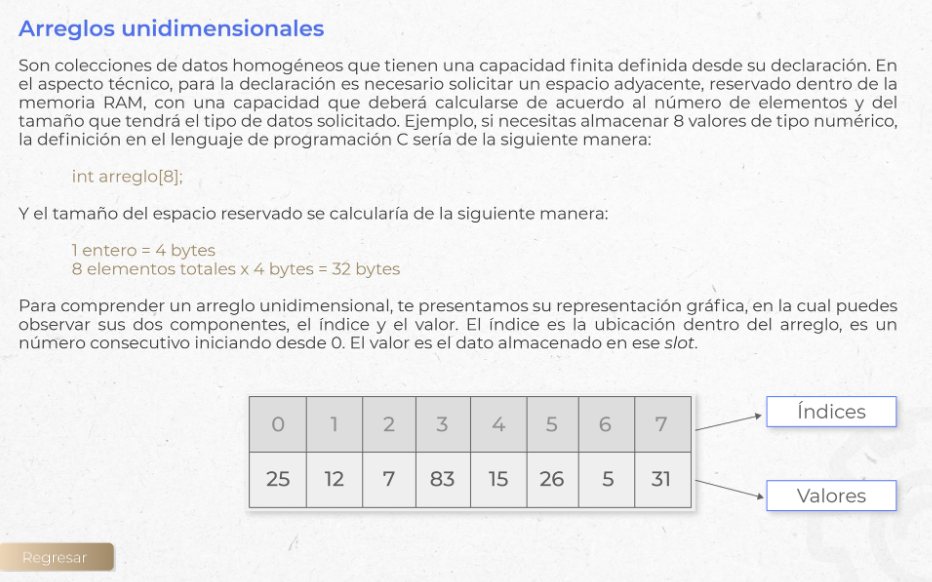 Arreglos unidimensionales
Son colecciones de datos homogéneos que tienen una capacidad finita definida desde su declaración. En
el aspecto técnico, para la declaración es necesario solicitar un espacio adyacente, reservado dentro de la
memoria RAM, con una capacidad que deberá calcularse de acuerdo al número de elementos y del
tamaño que tendrá el tipo de datos solicitado. Ejemplo, si necesitas almacenar 8 valores de tipo numérico,
la definición en el lenguaje de programación C sería de la siguiente manera:
int arreglo[8];
Y el tamaño del espacio reservado se calcularía de la siguiente manera:
1 entero = 4 bytes
8 elementos totales x 4 bytes = 32 bytes
Para comprender un arreglo unidimensional, te presentamos su representación gráfica, en la cual puedes
observar sus dos componentes, el índice y el valor. El índice es la ubicación dentro del arreglo, es un
número consecutivo iniciando desde 0. El valor es el dato almacenado en ese slot.
0 1 2 3 4 5 6 7
Índices
25 12 7 83 15 26 5 31
Valores
Regresar